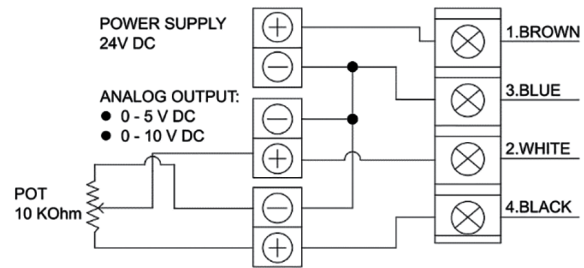 POWER SUPPLY
24V DC
1.BROWN
3.BLUE
ANALOG OUTPUT:
● 0 - 5 V DC
● 0 - 10 V DC
2.WHITE
POT
10 KOhm
4.BLACK